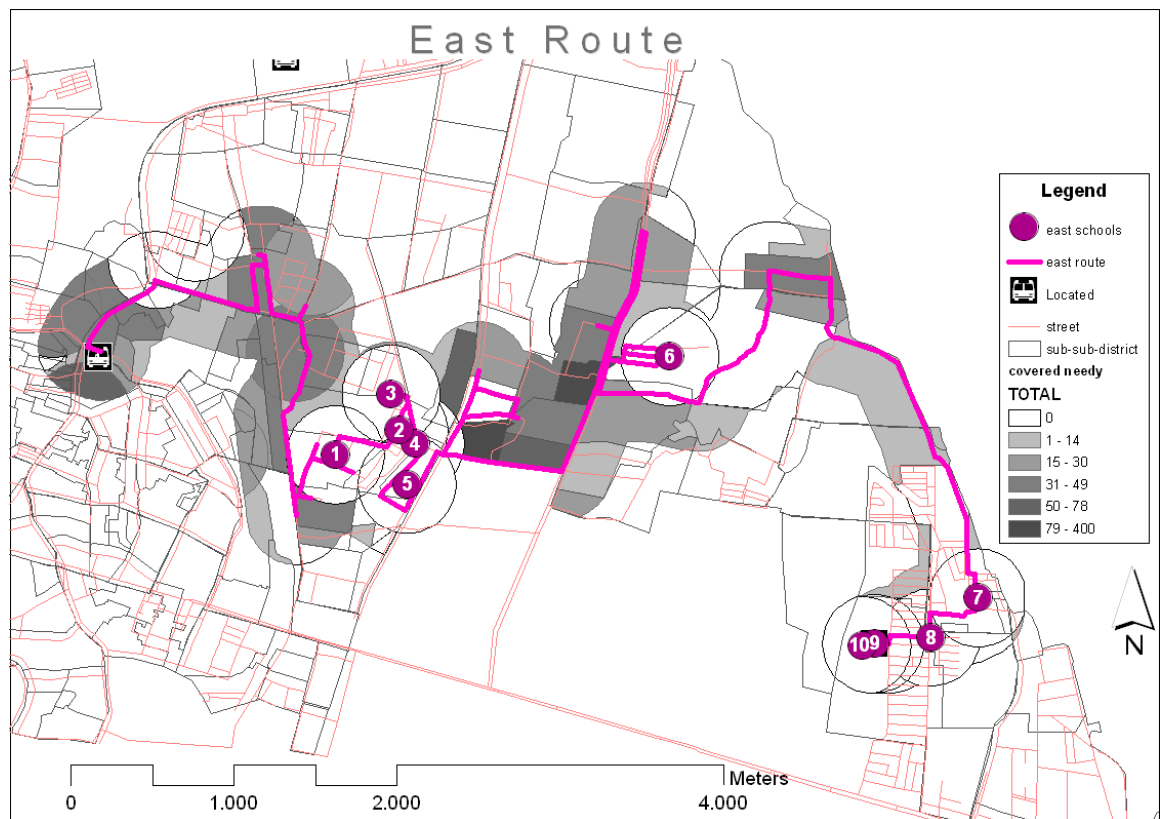 East Route
Legend
east schools
east route
Located
street
sub-sub-district
covered needy
TOTAL
0
1 - 14
15 - 30
31 - 49
50 - 78
79 - 400
6
3
2
4
1
5
7
8
109
N
Meters
0
1.000
2.000
4.000